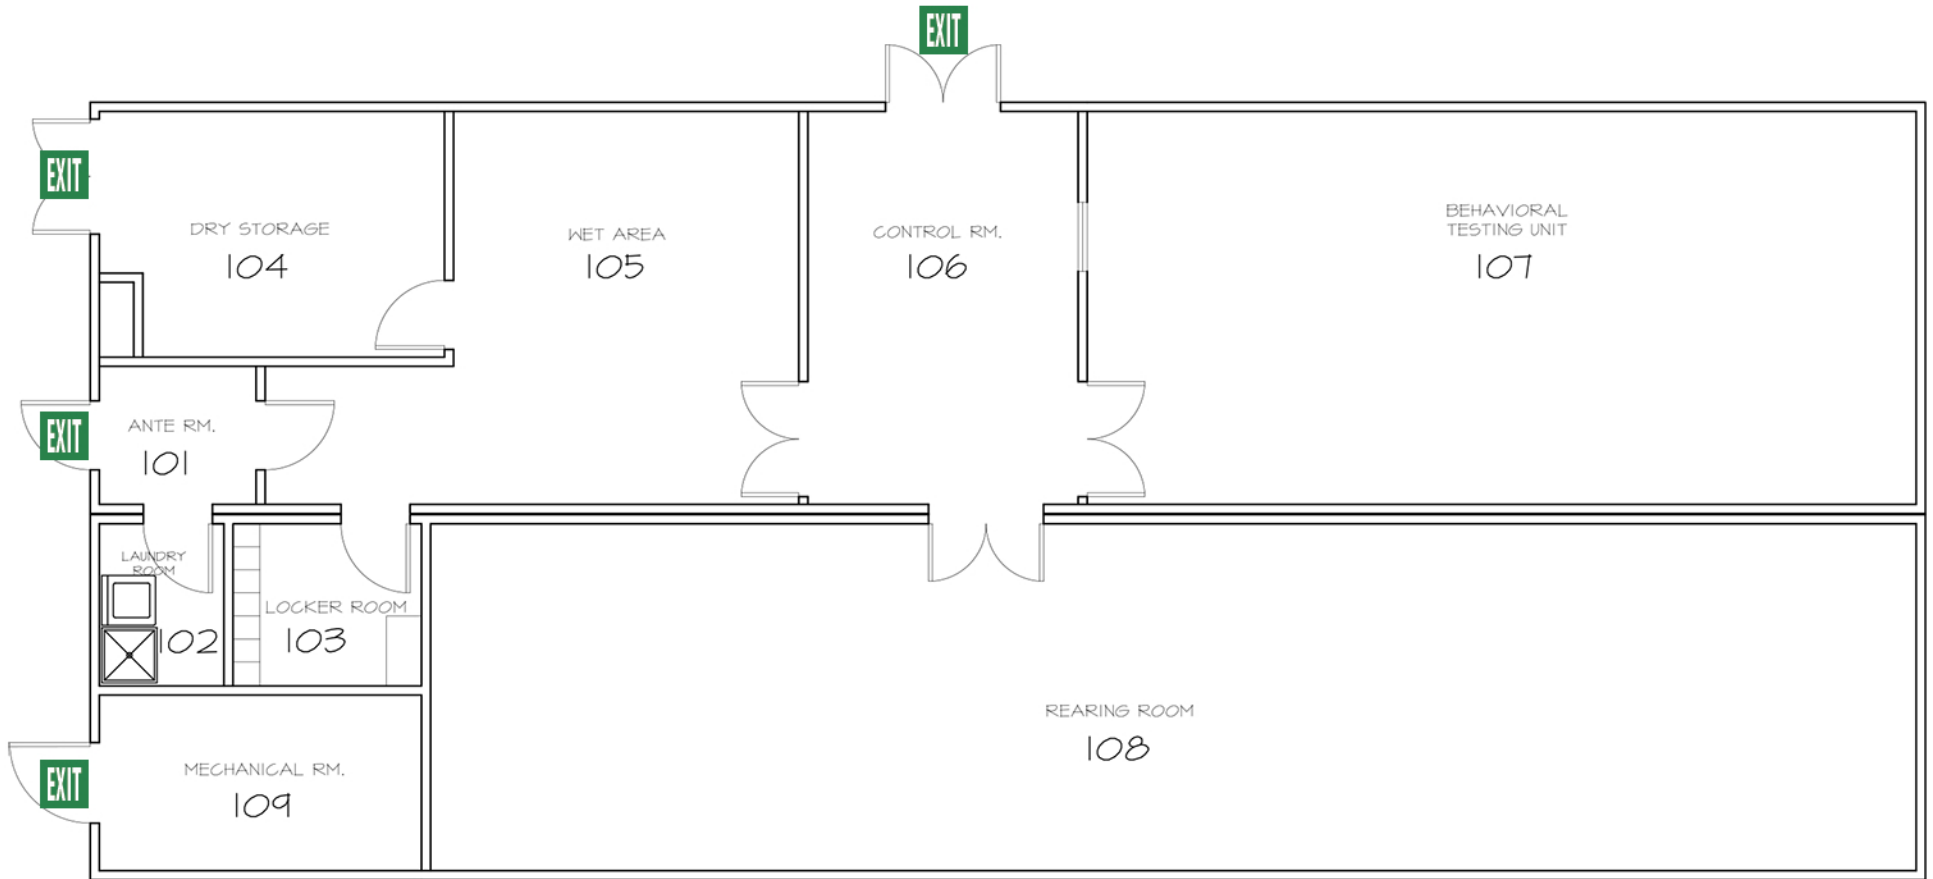 EXIT
EXIT
DRY STORAGE
104
WET AREA
105
CONTROL RM.
106
BEHAVIORAL
TESTING UNIT
107
EXIT
ANTE RM.
101
LAUNDRY
ROOM
102
LOCKER ROOM
103
REARING ROOM
108
EXIT
MECHANICAL RM.
109